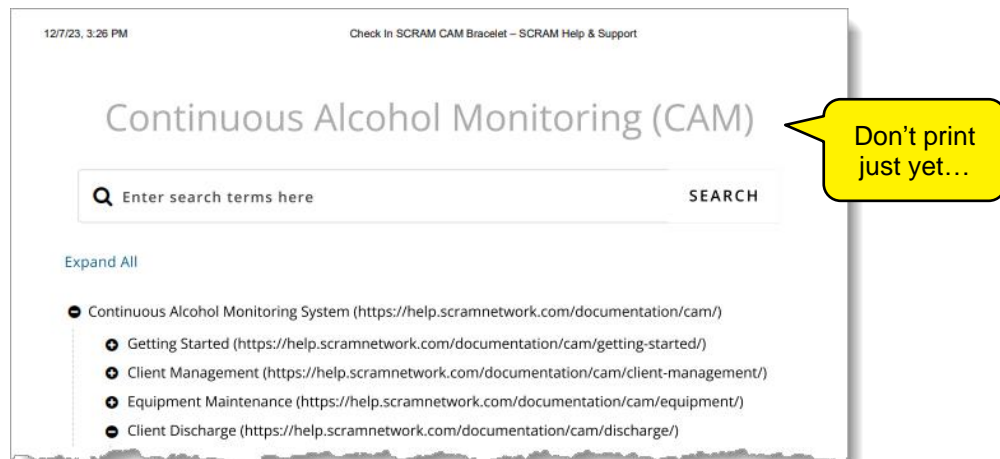 12/7/23, 3:26 PM Check In SCRAM CAM Bracelet – SCRAM Help & Support
Continuous Alcohol Monitoring (CAM)
Don’t print
just yet…
Enter search terms here SEARCH
Expand All
Continuous Alcohol Monitoring System (https://help.scramnetwork.com/documentation/cam/)
Getting Started (https://help.scramnetwork.com/documentation/cam/getting-started/)
Client Management (https://help.scramnetwork.com/documentation/cam/client-management/)
Equipment Maintenance (https://help.scramnetwork.com/documentation/cam/equipment/)
Client Discharge (https://help.scramnetwork.com/documentation/cam/discharge/)